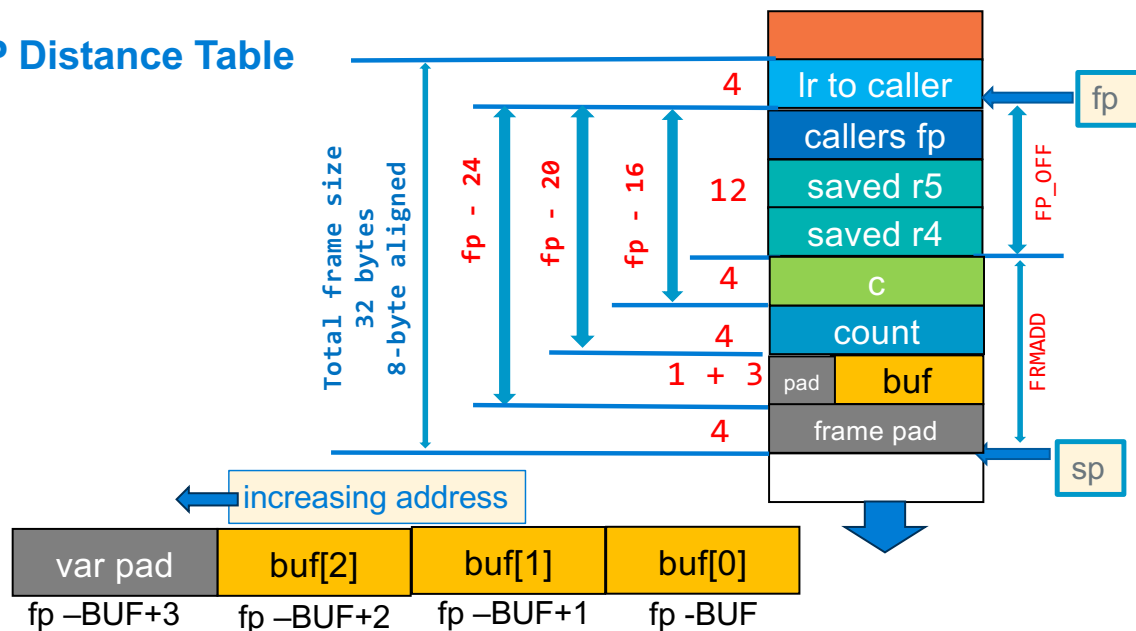 P Distance Table
lr to caller
fp
callers fp
saved r5
saved r4
c
count
pad
buf
frame pad
sp
4
12
4
4
1 + 3
4
FP_OFF
FRMADD
Total frame size
32 bytes
8-byte aligned
fp - 24
fp - 20
fp - 16
increasing address
var pad
buf[2]
buf[1]
buf[0]
fp –BUF+3
fp –BUF+2
fp –BUF+1
fp -BUF